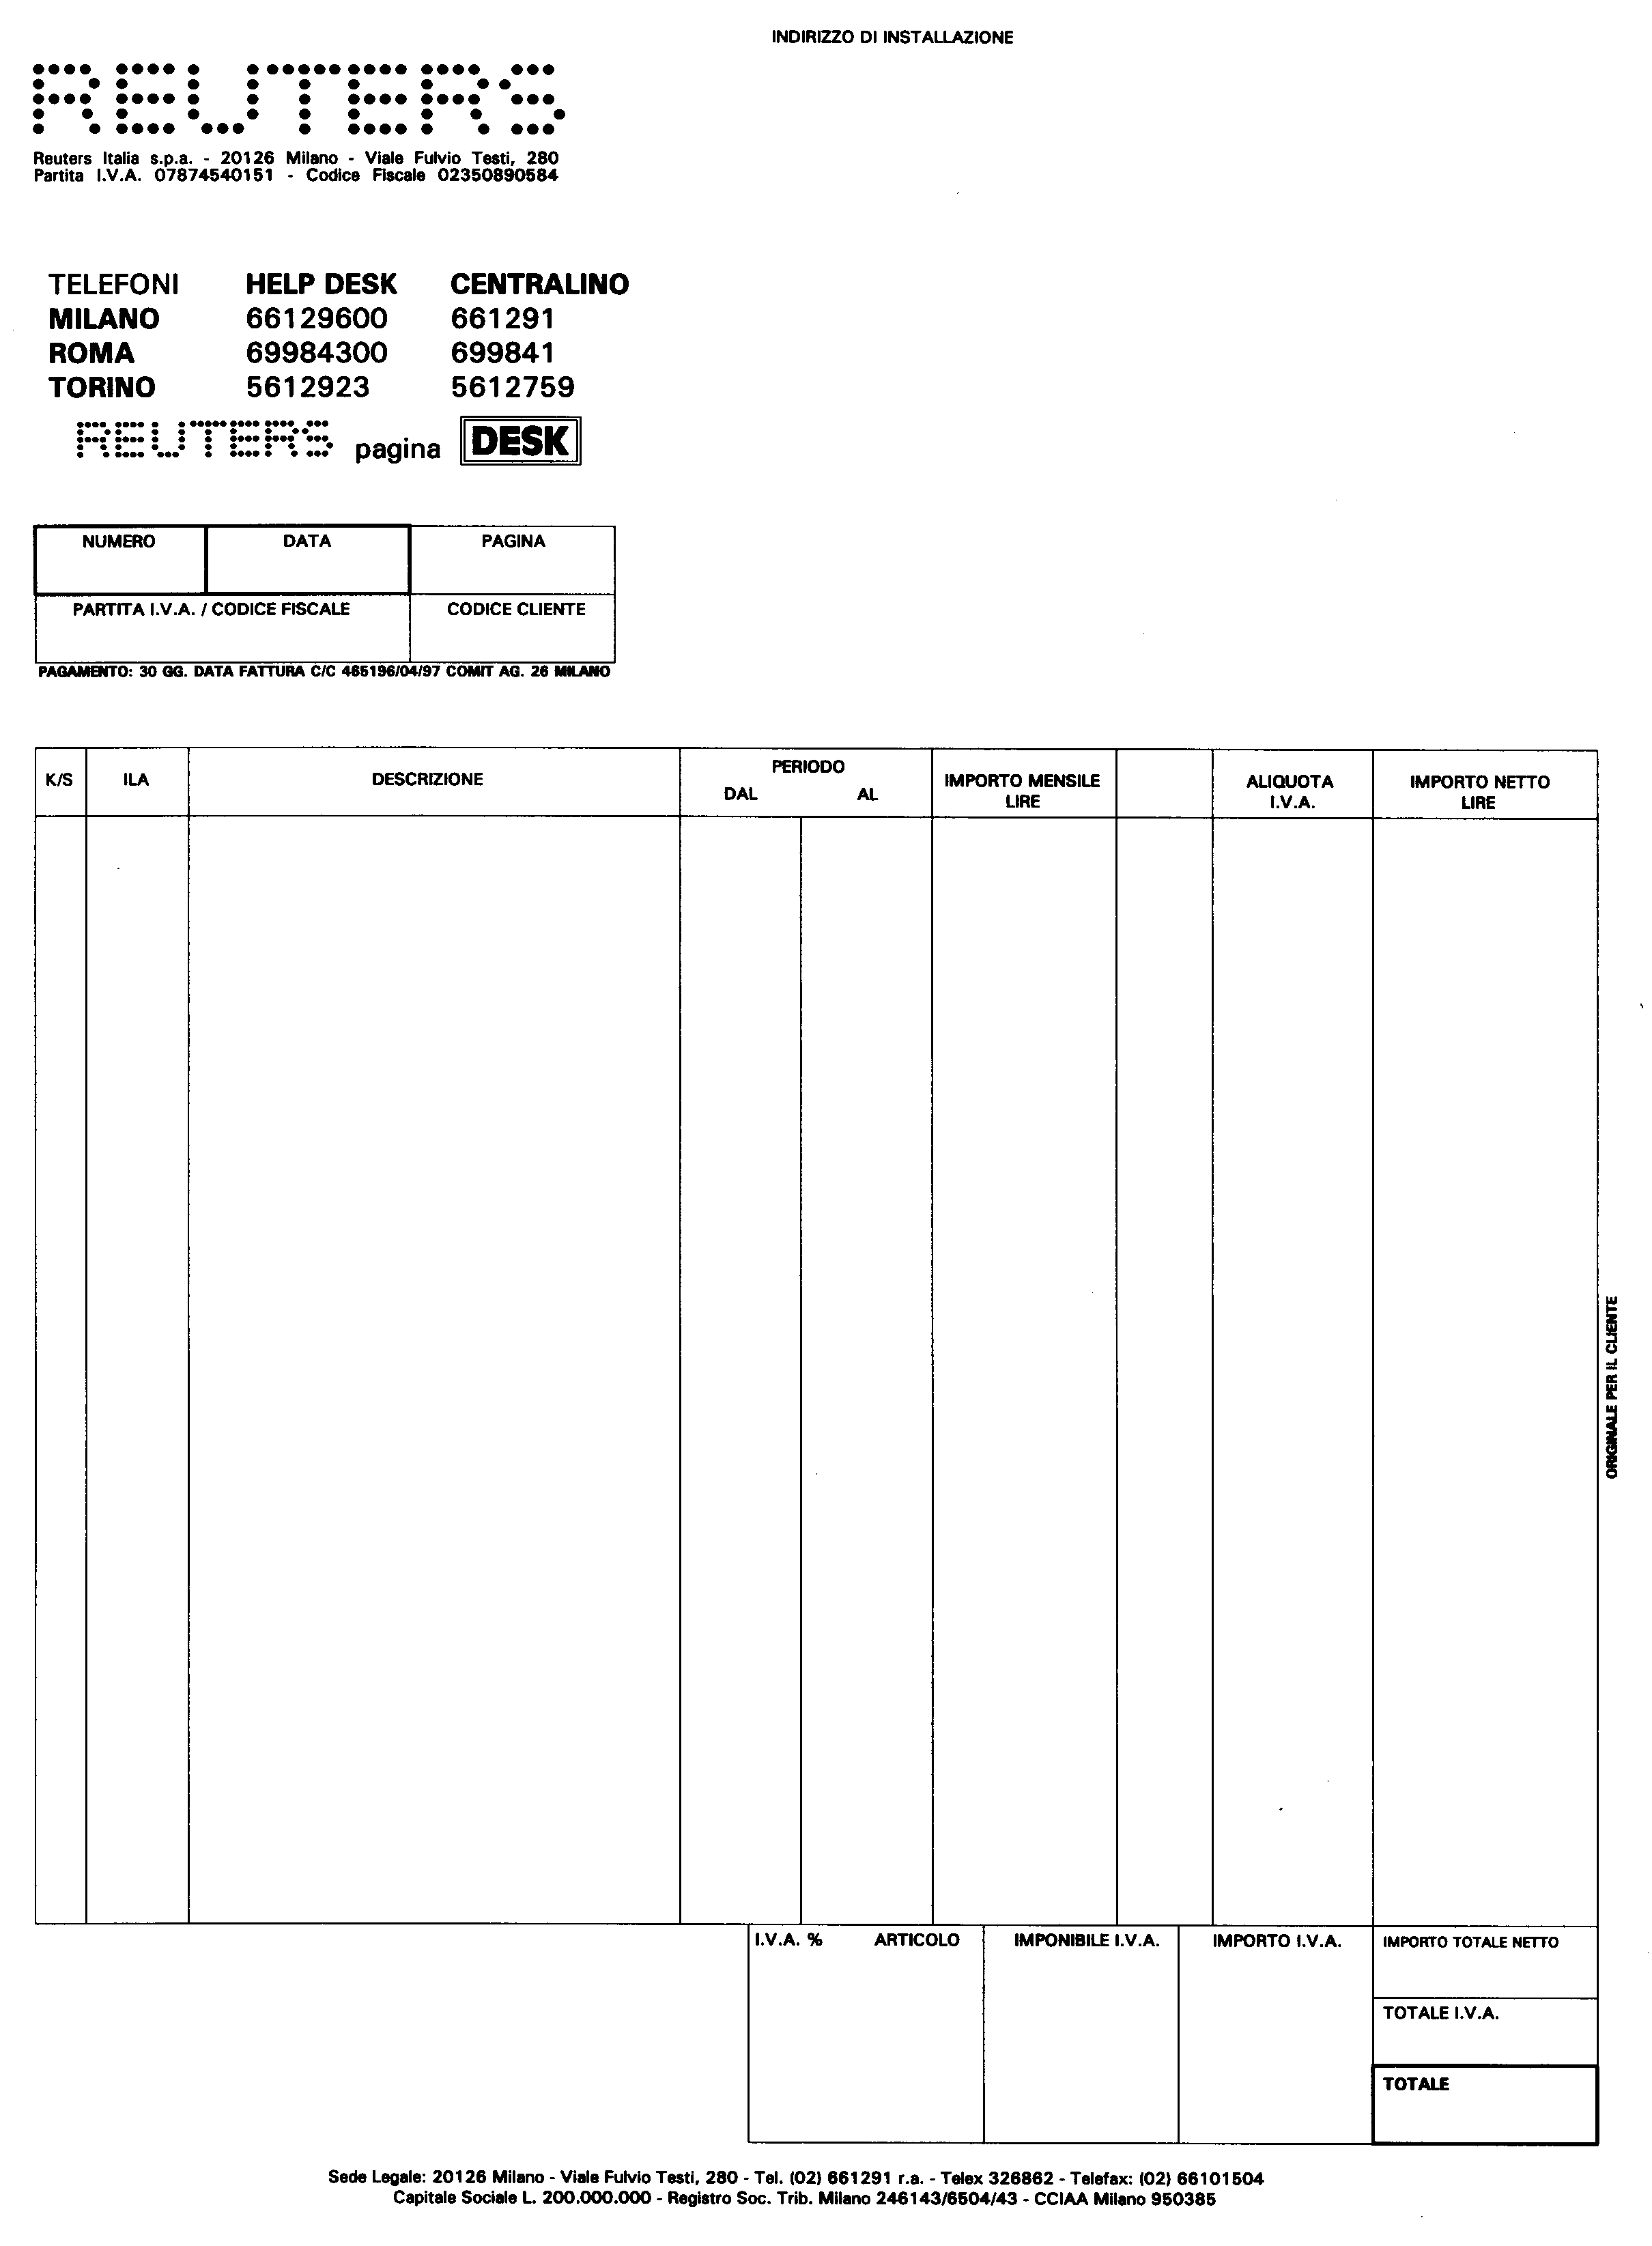 INDIRIZZO DI INSTALLAZIONE
REUTERS
Reuters Italia s.p.a. - 20126 Milano - Viale Fulvio Testi, 280
Partita I.V.A. 07874540151 - Codice Fiscale 02350890584
TELEFONI HELP DESK CENTRALINO
MILANO 66129600 661291
ROMA 69984300 699841
TORINO 5612923 5612759
REUTERS pagina DESK
NUMERO DATA PAGINA
PARTITA I.V.A. / CODICE FISCALE CODICE CLIENTE
PAGAMENTO: 30 GG. DATA FATTURA C/C 465196/04/97 COMIT AG. 26 MILANO
K/S ILA DESCRIZIONE PERIODO DAL AL IMPORTO MENSILE LIRE ALIQUOTA I.V.A. IMPORTO NETTO LIRE
ORIGINALE PER IL CLIENTE
I.V.A. % ARTICOLO IMPONIBILE I.V.A. IMPORTO I.V.A. IMPORTO TOTALE NETTO
TOTALE I.V.A.
TOTALE
Sede Legale: 20126 Milano - Viale Fulvio Testi, 280 - Tel. (02) 661291 r.a. - Telex 326862 - Telefax: (02) 66101504
Capitale Sociale L. 200.000.000 - Registro Soc. Trib. Milano 246143/6504/43 - CCIAA Milano 950385